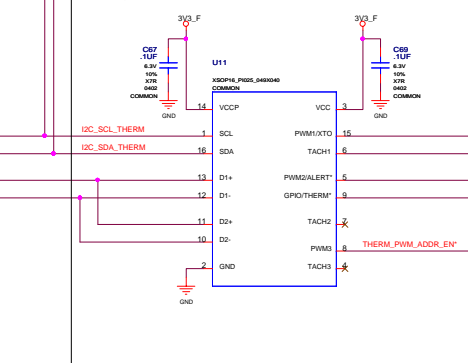 3V3_F
3V3_F
C67
.1UF
6.3V
10%
X7R
0402
COMMON
GND
U11
XSOP16_PI025_049X040
COMMON
C69
.1UF
6.3V
10%
X7R
0402
COMMON
GND
14 VCCP VCC 3
I2C_SCL_THERM
1 SCL PWM1/XTO 15
I2C_SDA_THERM
16 SDA TACH1 6
13 D1+ PWM2/ALERT* 5
12 D1- GPIO/THERM* 9
11 D2+ TACH2 7
10 D2- PWM3 8 THERM_PWM_ADDR_EN*
2 GND TACH3 4
GND